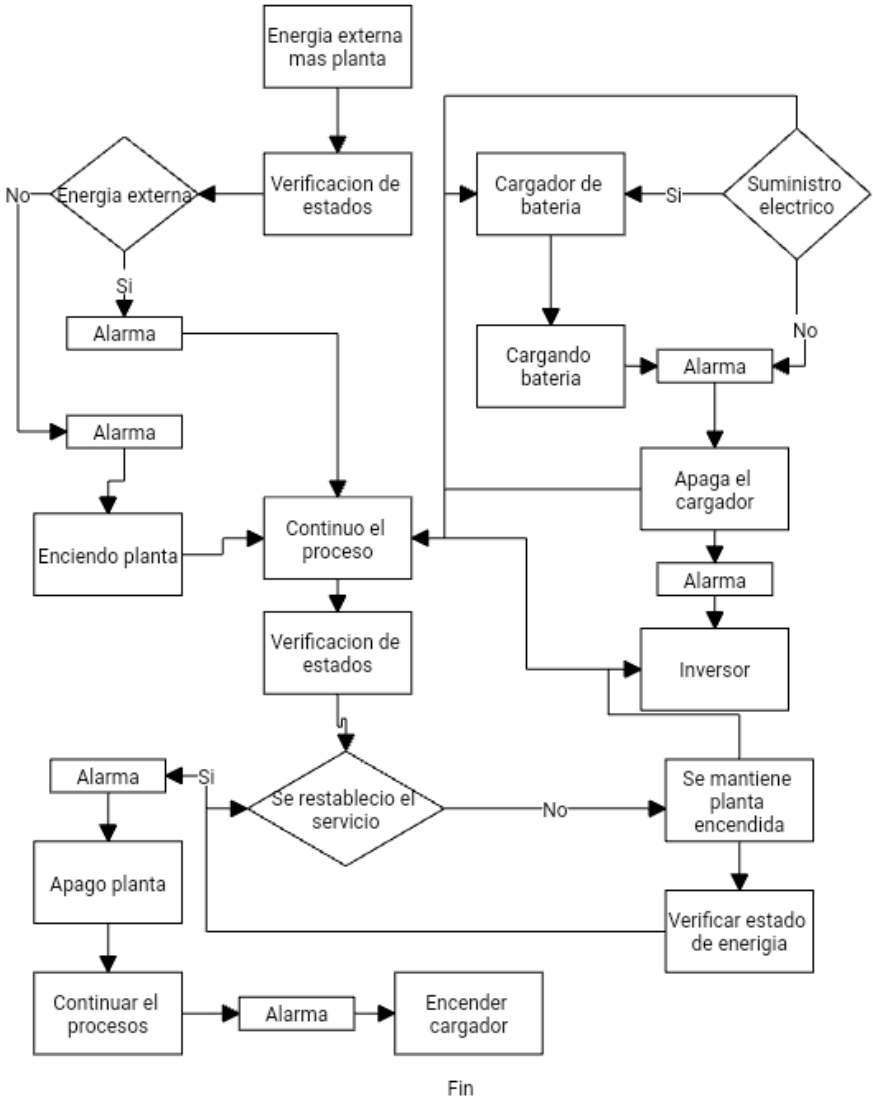 Energia externa
mas planta
No
Energia externa
Verificacion de
estados
Cargador de
bateria
Si
Suministro
electrico
Si
Alarma
No
Cargando
bateria
Alarma
Alarma
Apaga el
cargador
Enciendo planta
Continuo el
proceso
Alarma
Verificacion de
estados
Inversor
Alarma
Si
Se restablecio el
servicio
No
Se mantiene
planta
encendida
Apago planta
Verificar estado
de enerigia
Continuar el
procesos
Alarma
Encender
cargador
Fin